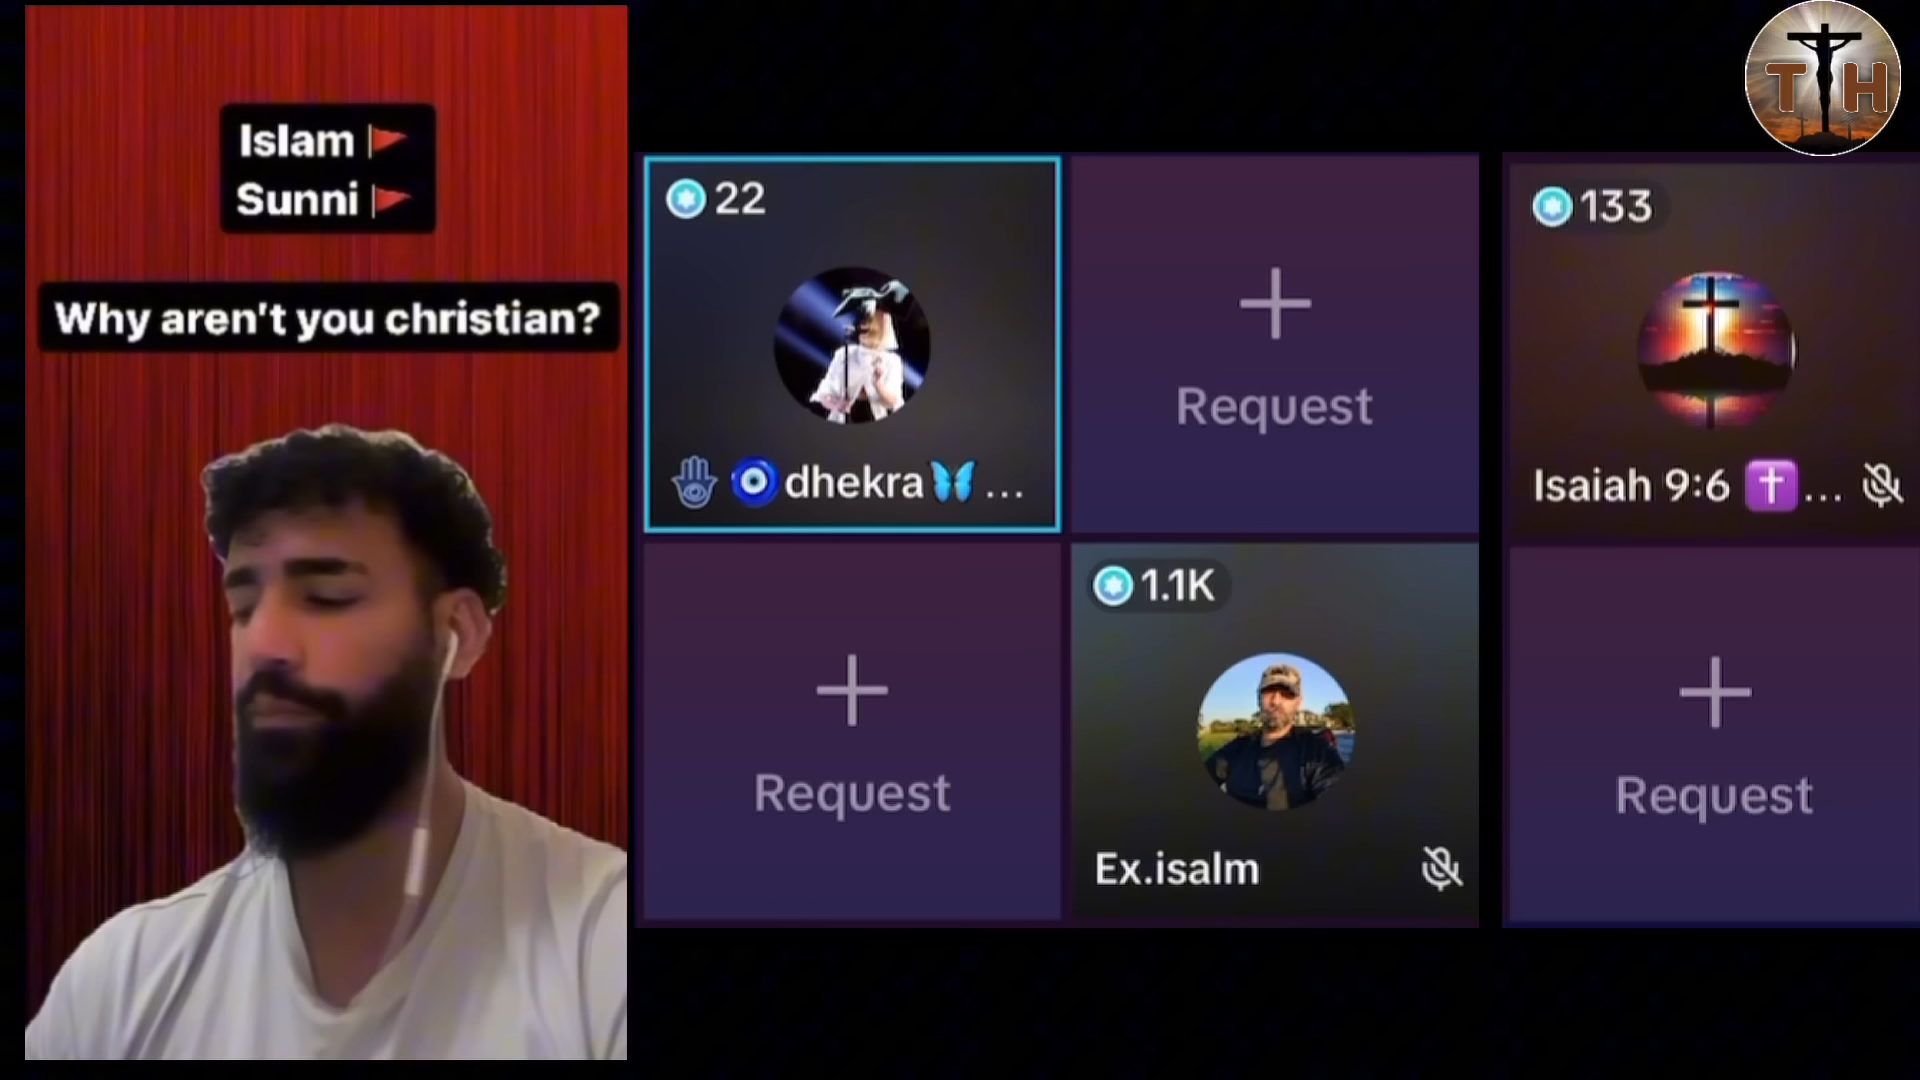 Islam 🚩
Sunni 🚩
Why aren't you christian?
22
🪬 🧿 dhekra🦋 ...
Request
Request
1.1K
Ex.isalm
133
Isaiah 9:6 ✝️...
Request
T H